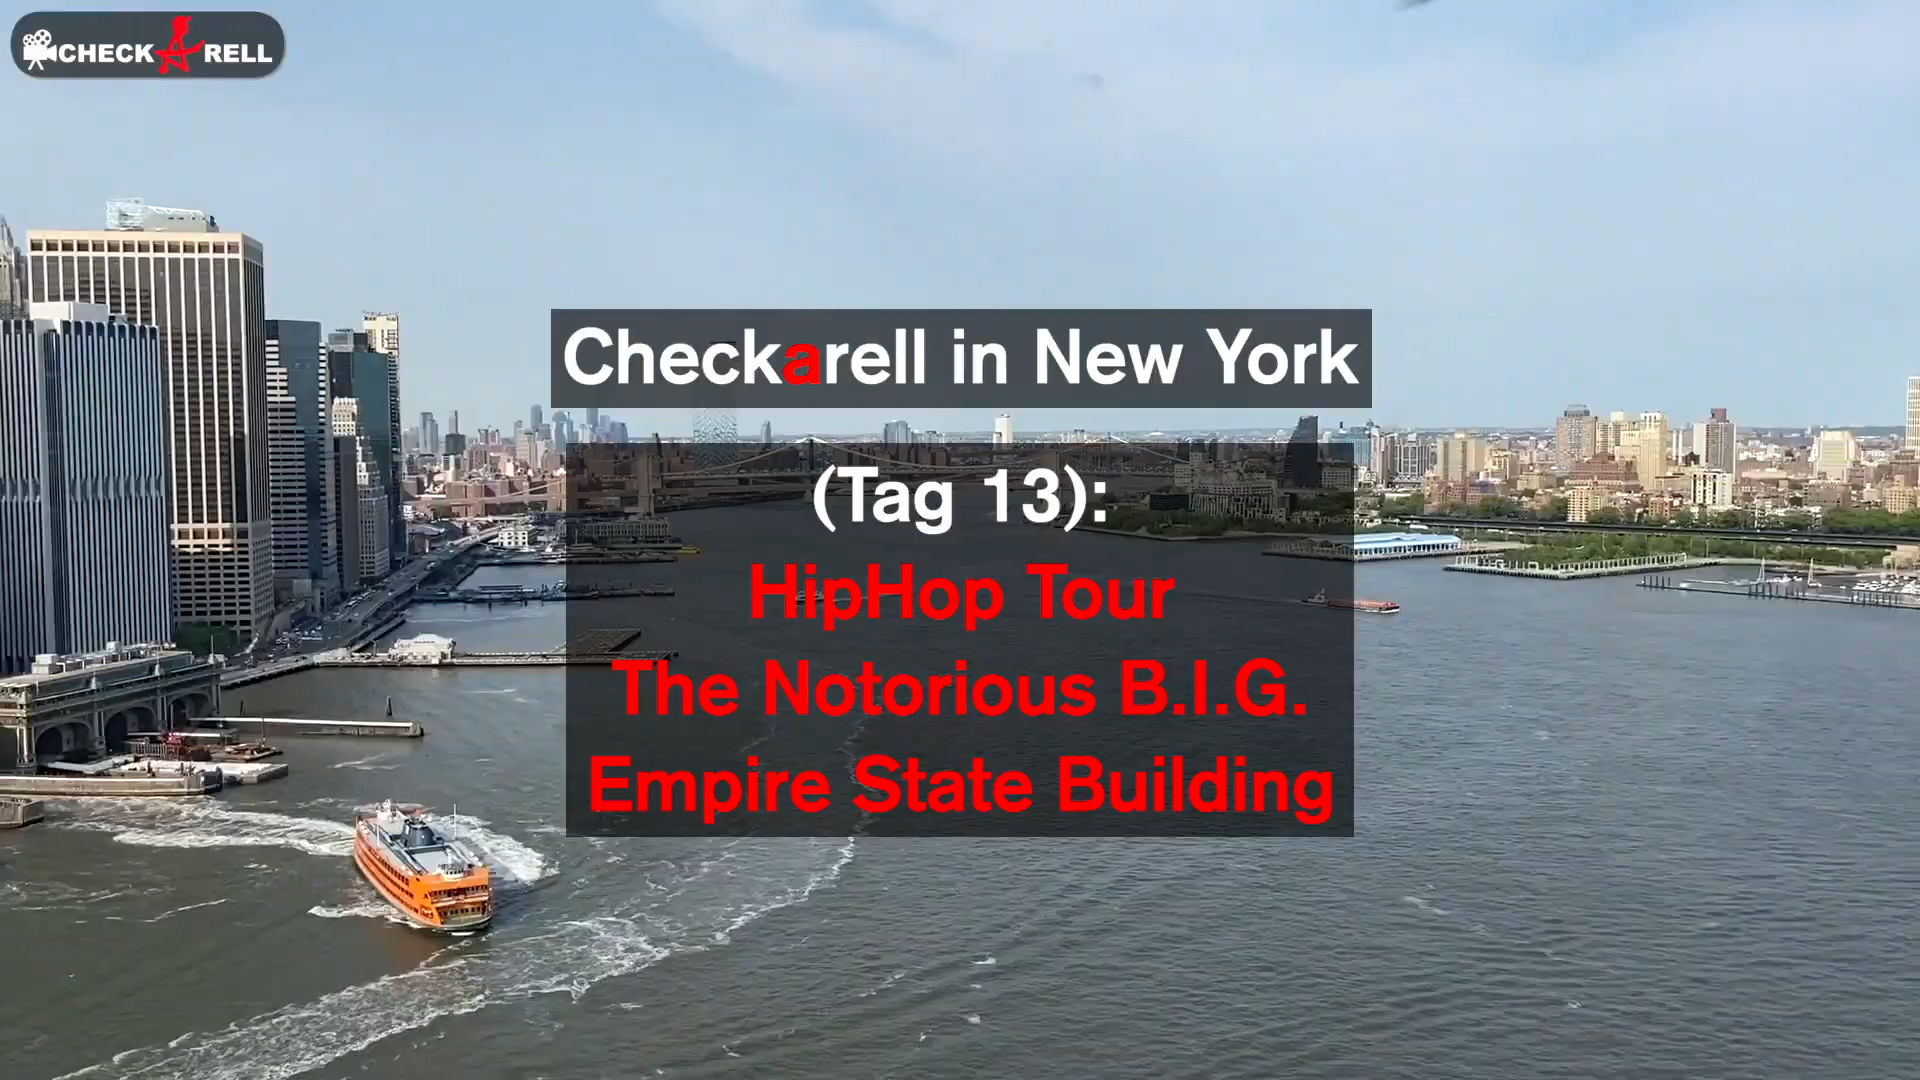 CHECKARELL
Checkarell in New York
(Tag 13):
HipHop Tour
The Notorious B.I.G.
Empire State Building